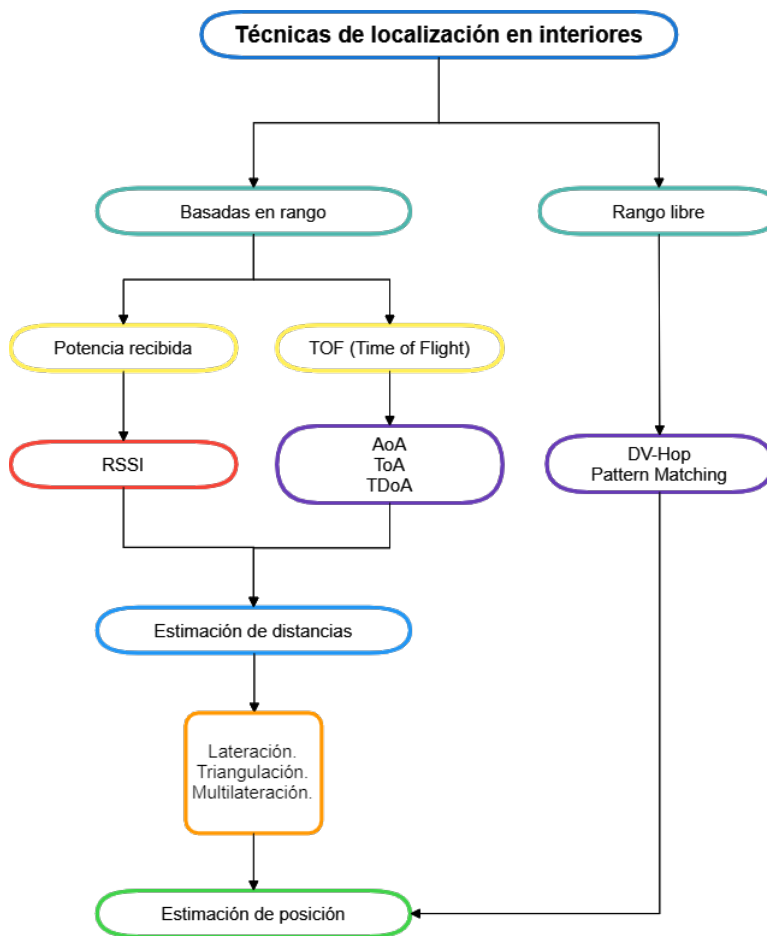 Técnicas de localización en interiores
Basadas en rango
Rango libre
Potencia recibida
TOF (Time of Flight)
RSSI
AoA
ToA
TDoA
DV-Hop
Pattern Matching
Estimación de distancias
Lateración.
Triangulación.
Multilateración.
Estimación de posición